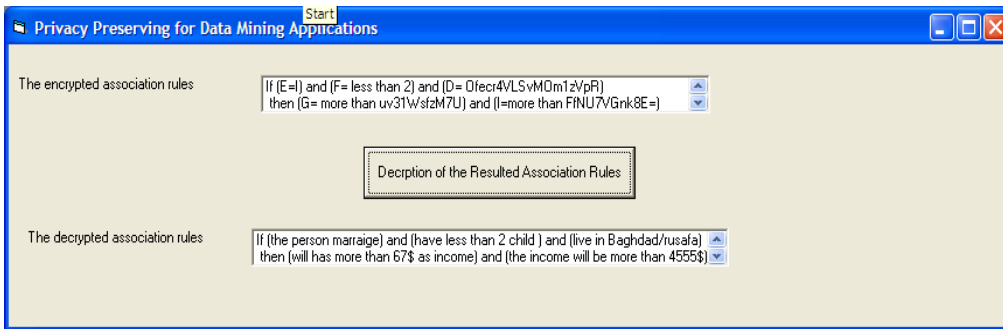 Start
Privacy Preserving for Data Mining Applications
The encrypted association rules
If (E=I) and (F= less than 2) and (D= Ofecr4VLSvMOm1zVpR)
then (G= more than uv31WsfzM7U) and (I=more than FfNU7VGnk8E=)
Decrption of the Resulted Association Rules
The decrypted association rules
If (the person marraige) and (have less than 2 child ) and (live in Baghdad/rusafa)
then (will has more than 67$ as income) and (the income will be more than 4555$)